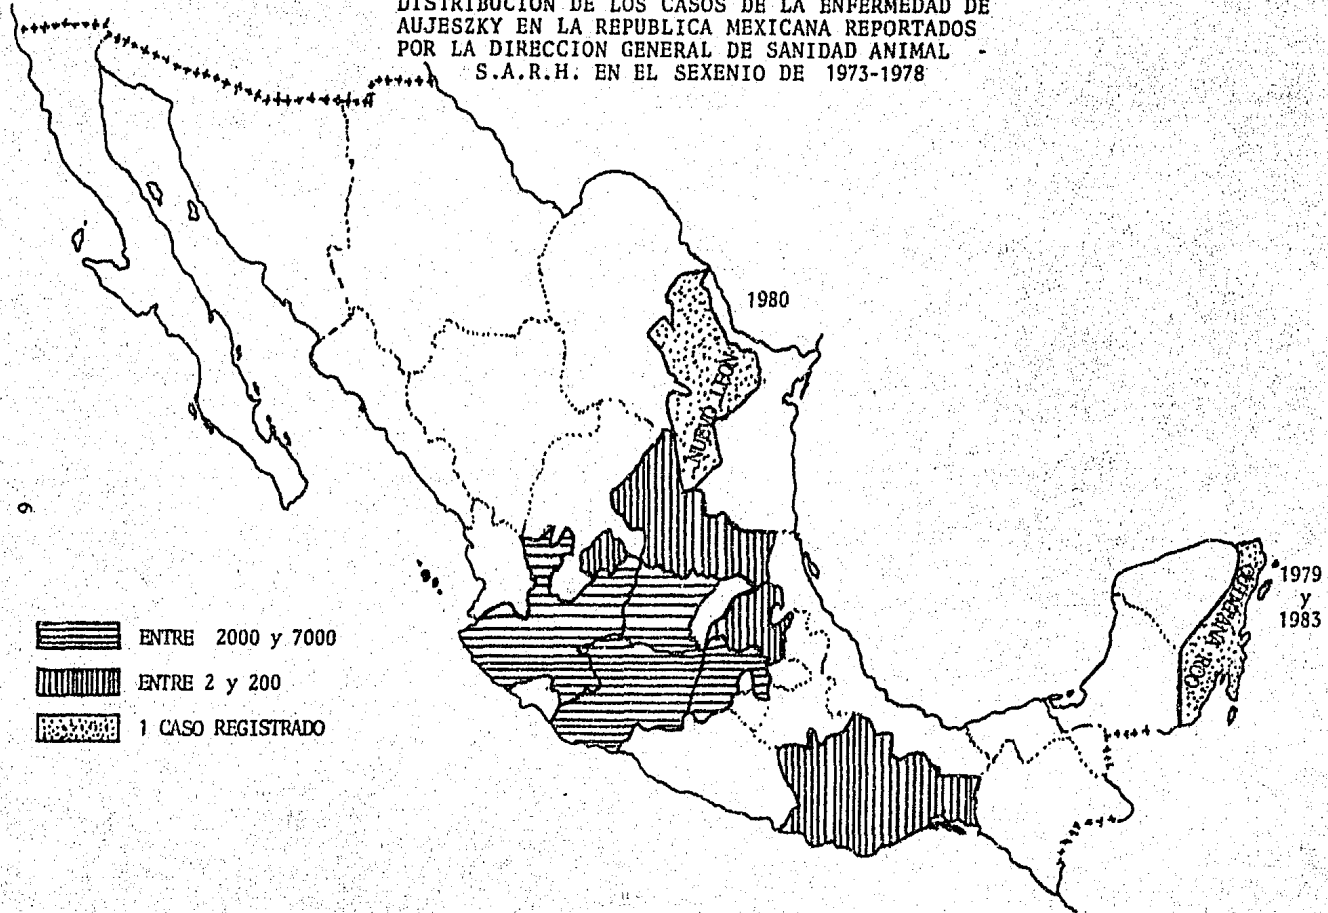 DISTRIBUCION DE LOS CASOS DE LA ENFERMEDAD DE
AUJESZKY EN LA REPUBLICA MEXICANA REPORTADOS
POR LA DIRECCION GENERAL DE SANIDAD ANIMAL -
S.A.R.H. EN EL SEXENIO DE 1973-1978
1980
NUEVO LEON
1979
y
1983
ROO
ENTRE 2000 y 7000
ENTRE 2 y 200
1 CASO REGISTRADO